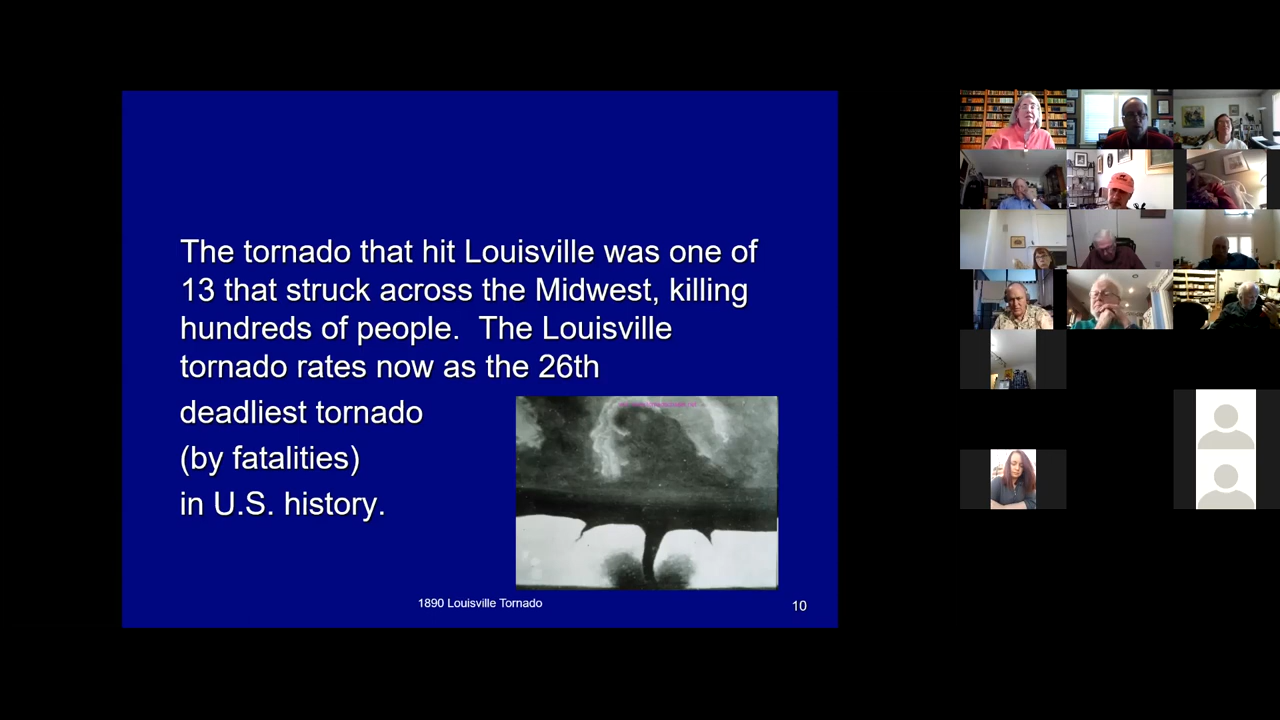 The tornado that hit Louisville was one of
13 that struck across the Midwest, killing
hundreds of people.  The Louisville
tornado rates now as the 26th
deadliest tornado
(by fatalities)
in U.S. history.
1890 Louisville Tornado
10